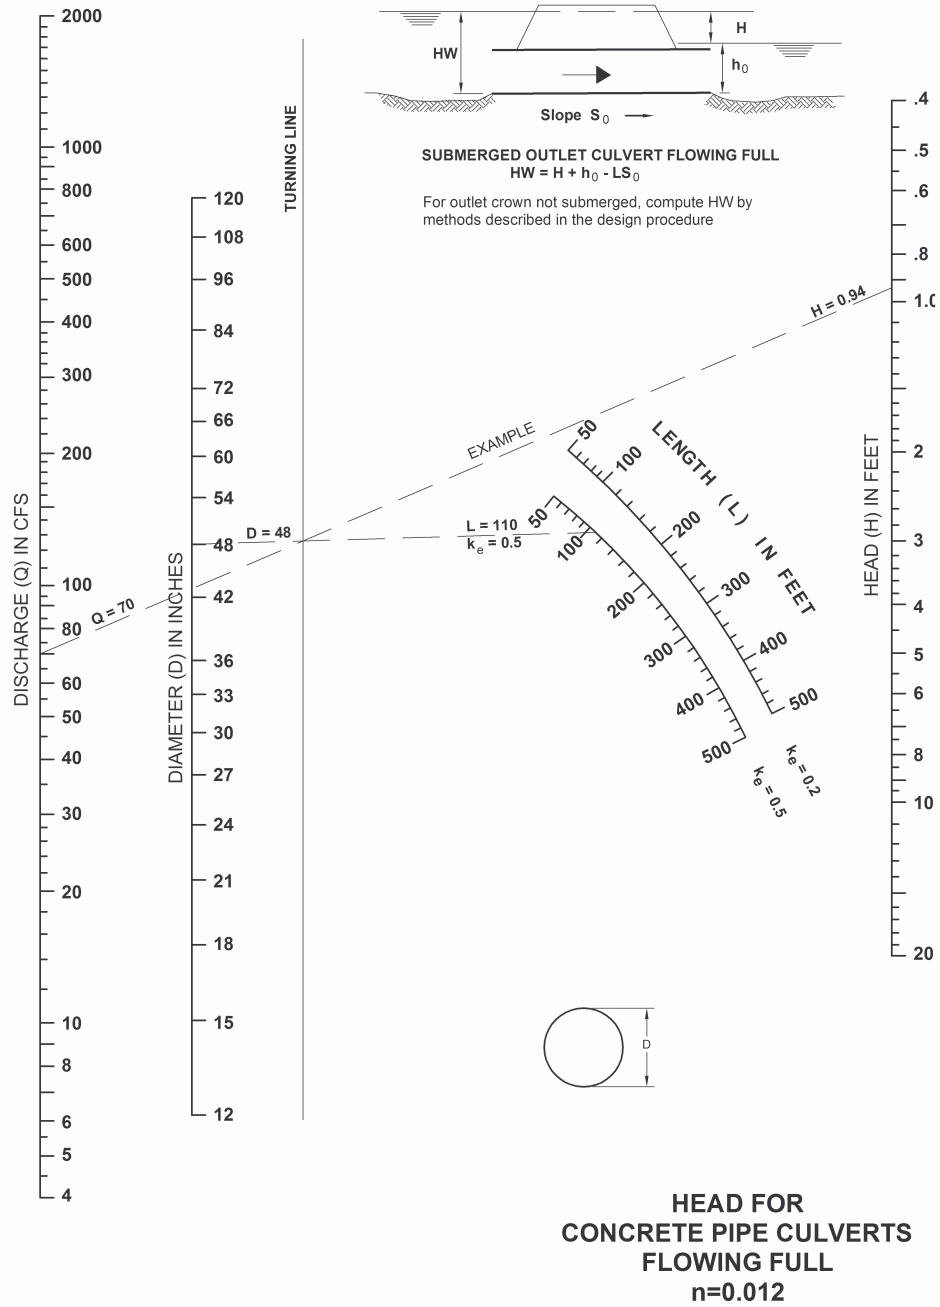 HW
H
h0
Slope S0
SUBMERGED OUTLET CULVERT FLOWING FULL
HW = H + h0 - LS0
For outlet crown not submerged, compute HW by
methods described in the design procedure
DISCHARGE (Q) IN CFS
2000
1000
800
600
500
400
300
200
100
80
60
50
40
30
20
10
8
6
5
4
DIAMETER (D) IN INCHES
120
108
96
84
72
66
60
54
48
42
36
33
30
27
24
21
18
15
12
TURNING LINE
Q = 70
D = 48
EXAMPLE
L = 110
ke = 0.5
H = 0.94
LENGTH (L) IN FEET
50
100
200
300
400
500
ke = 0.2
50
100
200
300
400
500
ke = 0.5
HEAD (H) IN FEET
.4
.5
.6
.8
1.0
2
3
4
5
6
8
10
20
D
HEAD FOR
CONCRETE PIPE CULVERTS
FLOWING FULL
n=0.012